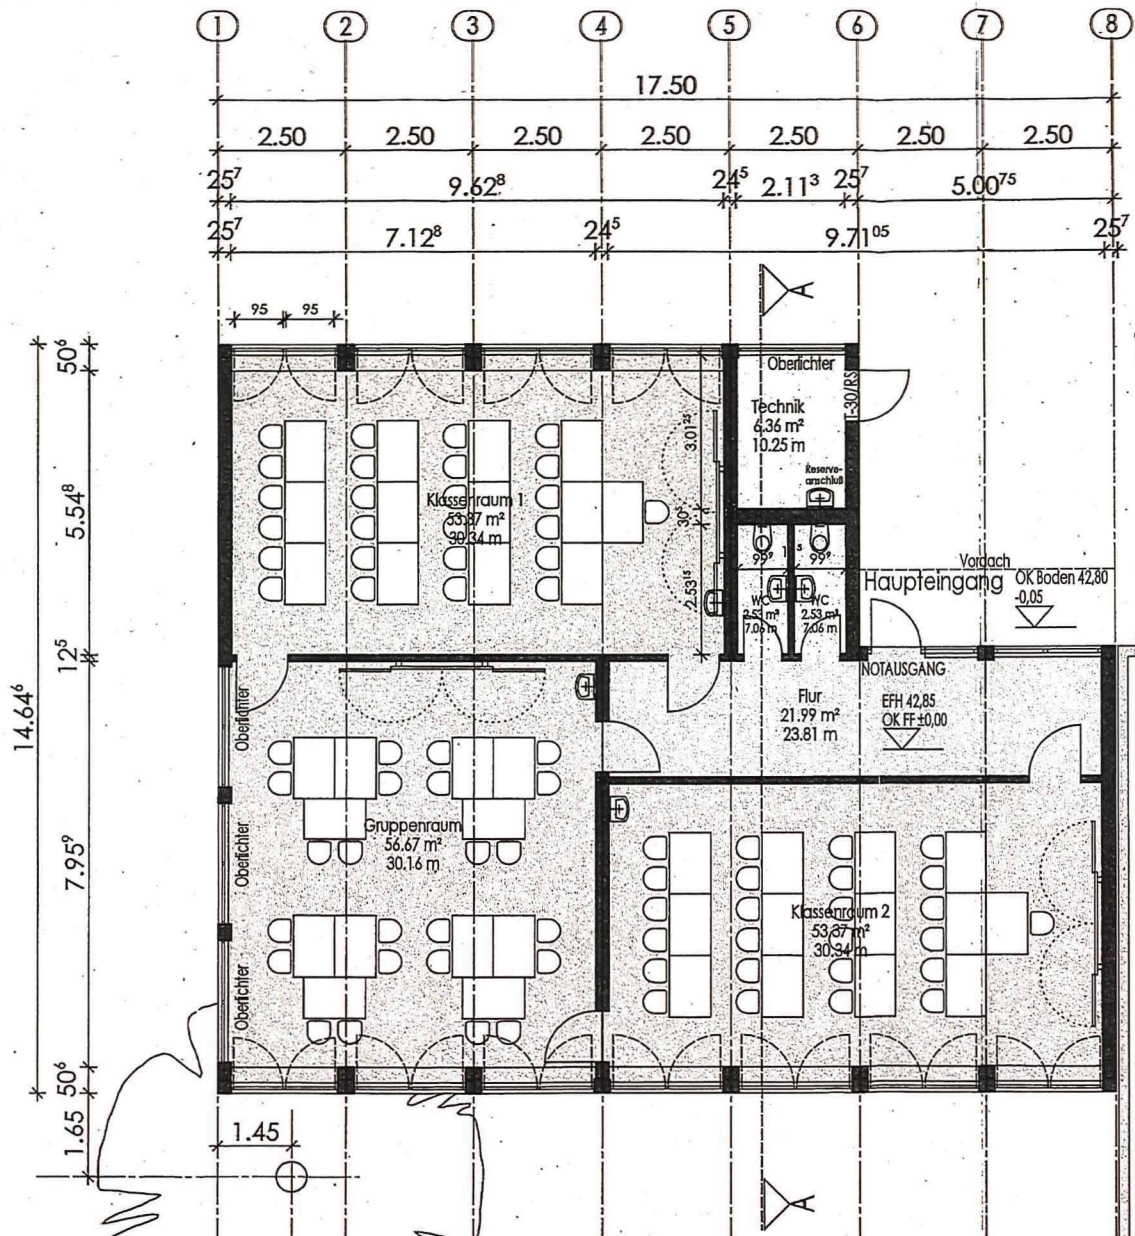 1 2 3 4 5 6 7 8
17.50
2.50 2.50 2.50 2.50 2.50 2.50 2.50
25⁷ 9.62⁸ 24⁵ 2.11³ 25⁷ 5.00⁷⁵
25⁷ 7.12⁸ 24⁵ 9.71⁰⁵ 25⁷
A
95 95
50⁶
Oberlichter
T-30/RS
Technik
6.36 m²
10.25 m
3.01²⁵
Reserve-
anschluß
5.54⁸
Klassenraum 1
53.37 m²
30.34 m
30⁵
99⁹ 99⁹
2.53¹⁵
WC
2.53 m²
7.06 m
WC
2.53 m²
7.06 m
Vordach
Haupteingang
OK Boden 42,80
-0,05
12⁵
14.64⁶
NOTAUSGANG
Flur
21.99 m²
23.81 m
EFH 42,85
OK FF ±0,00
Oberlichter
Oberlichter
Oberlichter
7.95⁹
Gruppenraum
56.67 m²
30.16 m
Klassenraum 2
53.37 m²
30.34 m
50⁶
1.65
1.45
A